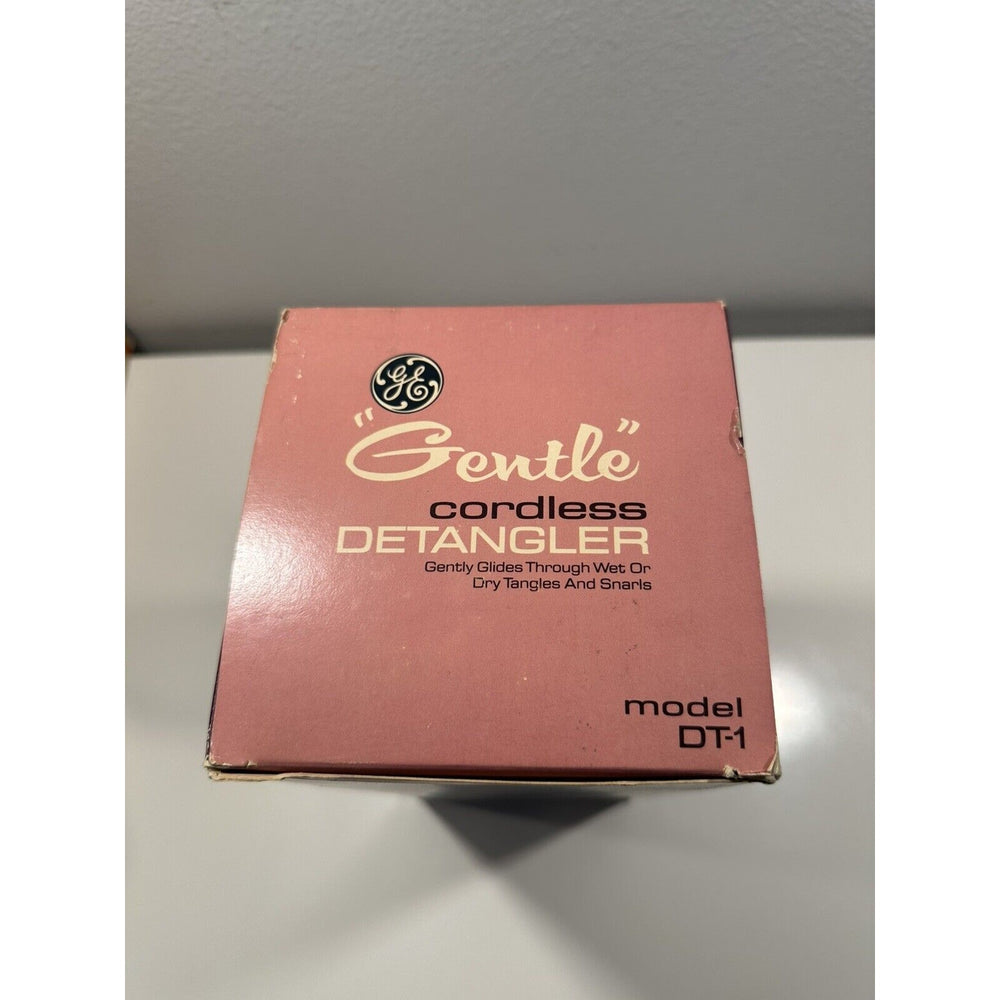 GE
"Gentle"
cordless
DETANGLER
Gently Glides Through Wet Or
Dry Tangles And Snarls
model
DT-1